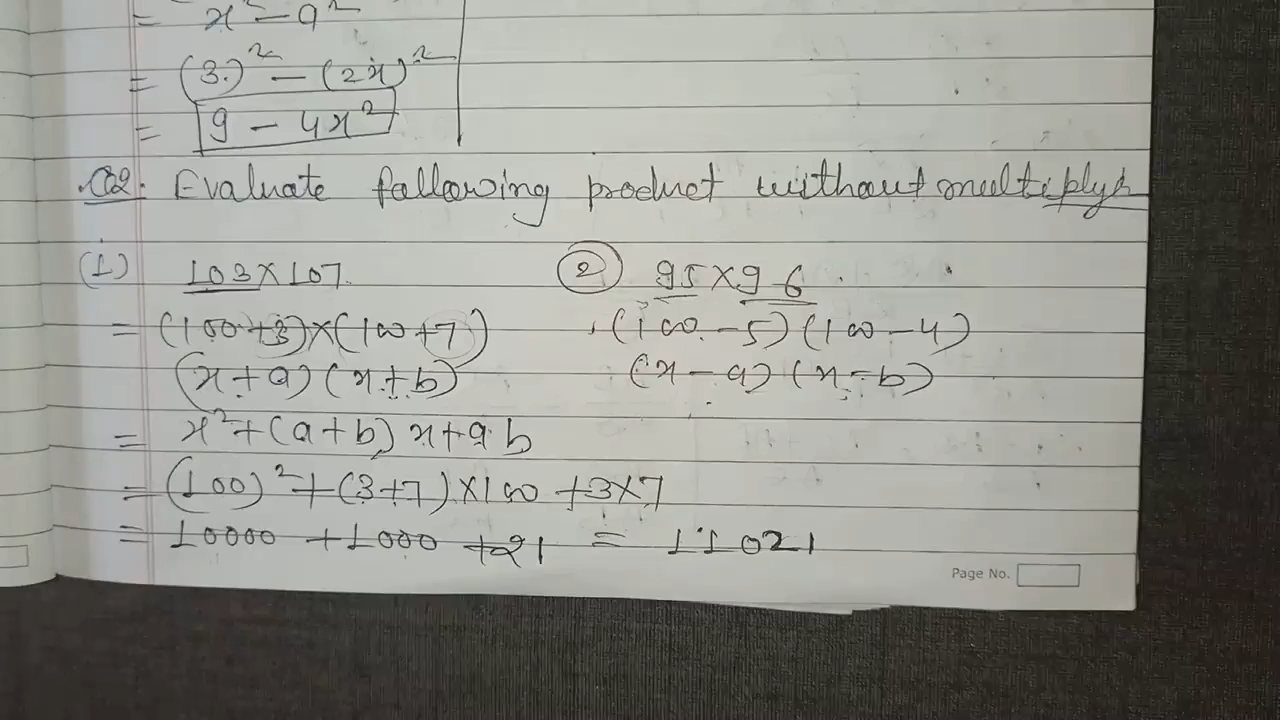 = x² - a²
= (3)² - (2x)²
= 9 - 4x²
Q2. Evaluate following product without multiply
(1) 103×107.
= (100+3)×(100+7)
(x+a)(x+b)
= x²+(a+b)x+ab
= (100)²+(3+7)×100+3×7
= 10000 +1000 +21 = 11021
(2) 95×96.
(100-5)(100-4)
(x-a)(x-b)
Page No.